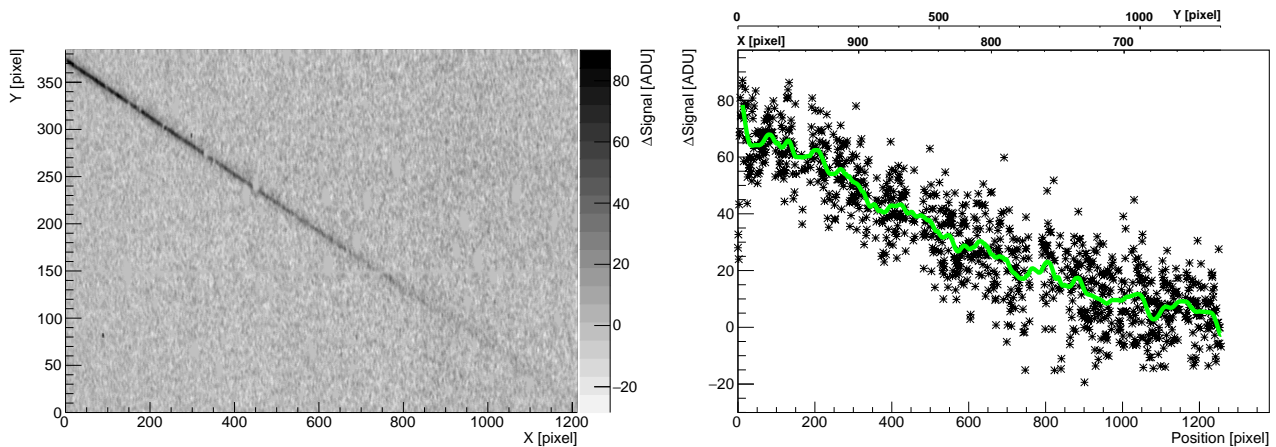 Y [pixel]
350
300
250
200
150
100
50
0
0 200 400 600 800 1000 1200
X [pixel]
80
60
40
20
0
−20
ΔSignal [ADU]
0 500 1000 Y [pixel]
X [pixel] 900 800 700
ΔSignal [ADU]
80
60
40
20
0
−20
0 200 400 600 800 1000 1200
Position [pixel]